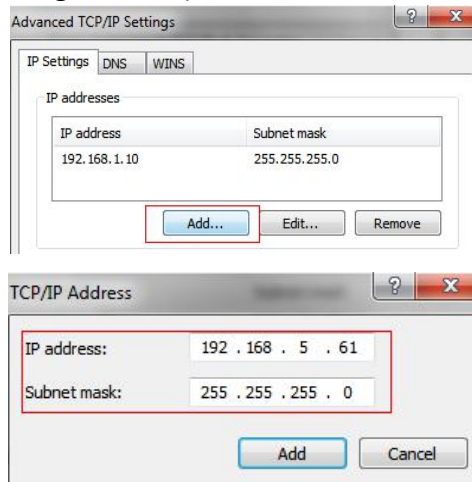 Advanced TCP/IP Settings
IP Settings DNS WINS
IP addresses
IP address Subnet mask
192.168.1.10 255.255.255.0
Add... Edit... Remove
TCP/IP Address
IP address: 192 . 168 . 5 . 61
Subnet mask: 255 . 255 . 255 . 0
Add Cancel